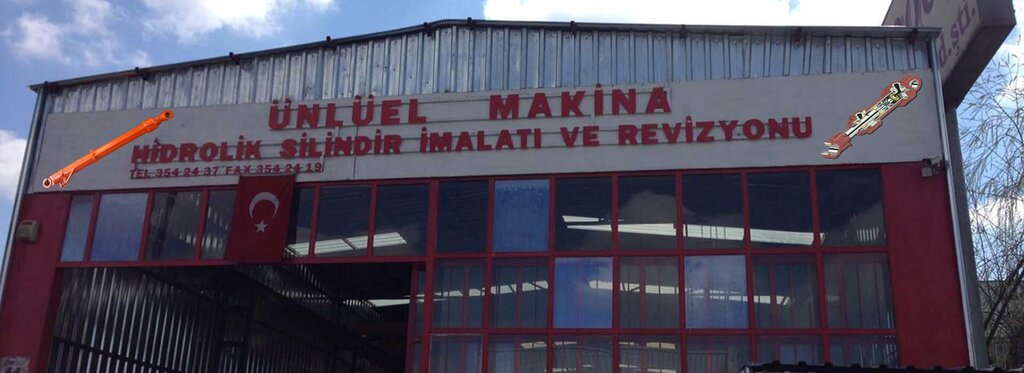 ÜNLÜEL MAKİNA
HİDROLİK SİLİNDİR İMALATI VE REVİZYONU
TEL 354 24 37 FAX 354 24 19
d.şti.